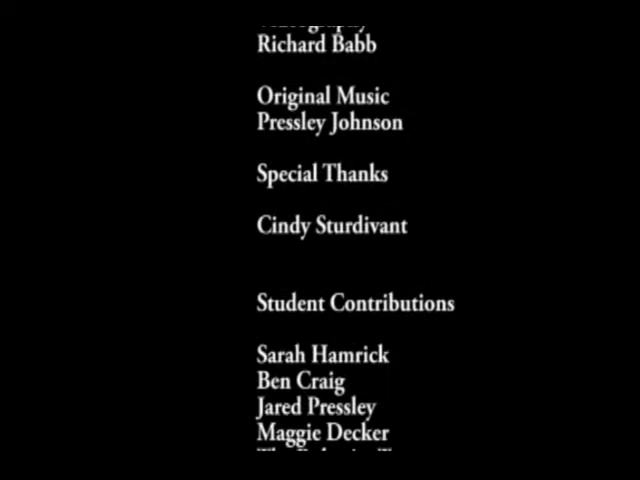 Richard Babb
Original Music
Pressley Johnson
Special Thanks
Cindy Sturdivant
Student Contributions
Sarah Hamrick
Ben Craig
Jared Pressley
Maggie Decker